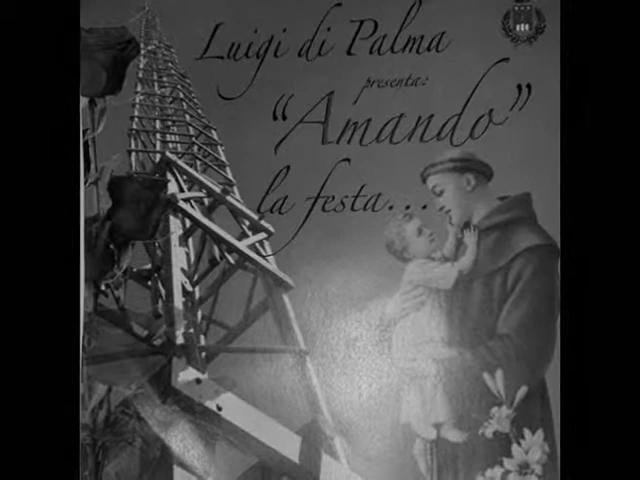 Luigi di Palma
presenta:
“Amando”
la festa....